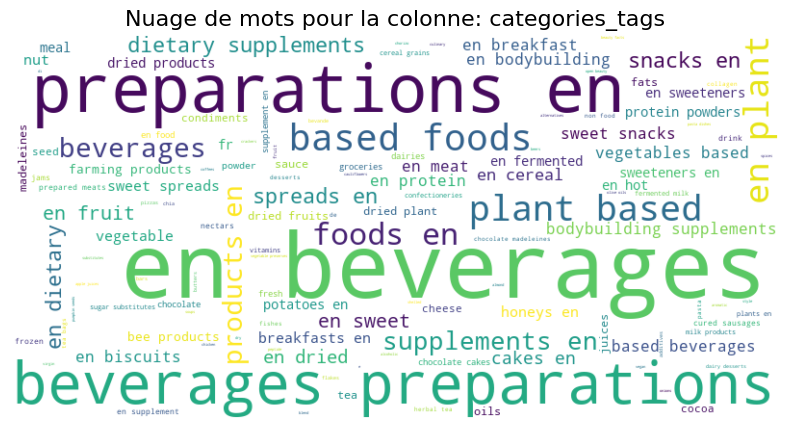 Nuage de mots pour la colonne: categories_tags
meal
dietary supplements
cereal grains
en breakfast
snacks en
en plant
nut
dried products
en bodybuilding
preparations en
fats
en sweeteners
condiments
supplement en
protein powders
madeleines
en food
non food
based foods
sweet snacks
drink
beverages
fr
seed
sauce
dairies
en fermented
vegetables based
farming products
powder
groceries
en meat
en cereal
sweeteners en
jams
prepared meats
sweet spreads
desserts
en protein
en hot
confectioneries
fermented milk
spreads en
plant based
en fruit
dried fruits
de
dried plant
nectars
vegetable
foods en
bodybuilding supplements
chocolate madeleines
en dietary
products en
vitamins
en beverages
sugar substitutes
chocolate
fresh
potatoes en
cheese
honeys en
pasta
plants en
bee products
fishes
en sweet
juices
cured sausages
frozen
breakfasts en
supplements en
milk products
based beverages
en biscuits
en dried
chocolate cakes
cakes en
dairy desserts
beverages preparations
tea
en supplement
herbal tea
oils
cocoa